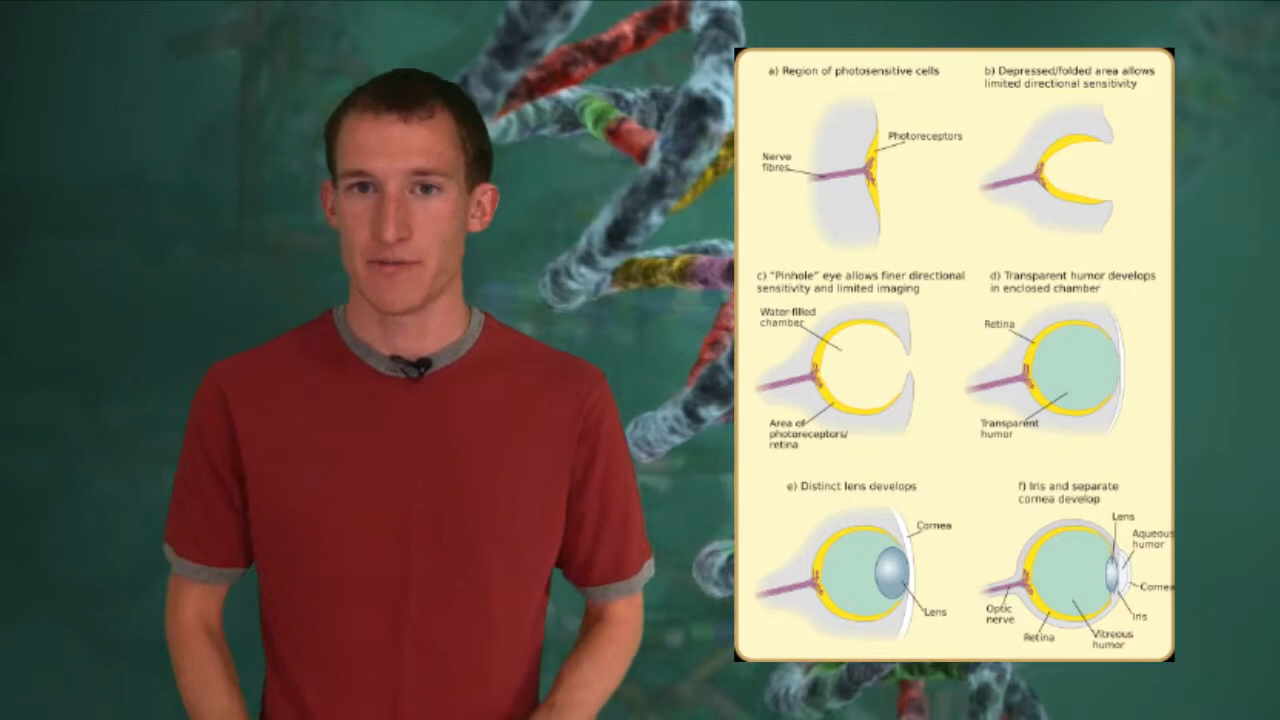 a) Region of photosensitive cells
Photoreceptors
Nerve
fibres
b) Depressed/folded area allows
limited directional sensitivity
c) "Pinhole" eye allows finer directional
sensitivity and limited imaging
Water-filled
chamber
Area of
photoreceptors/
retina
d) Transparent humor develops
in enclosed chamber
Retina
Transparent
humor
e) Distinct lens develops
Cornea
Lens
f) Iris and separate
cornea develop
Lens
Aqueous
humor
Cornea
Iris
Optic
nerve
Retina
Vitreous
humor